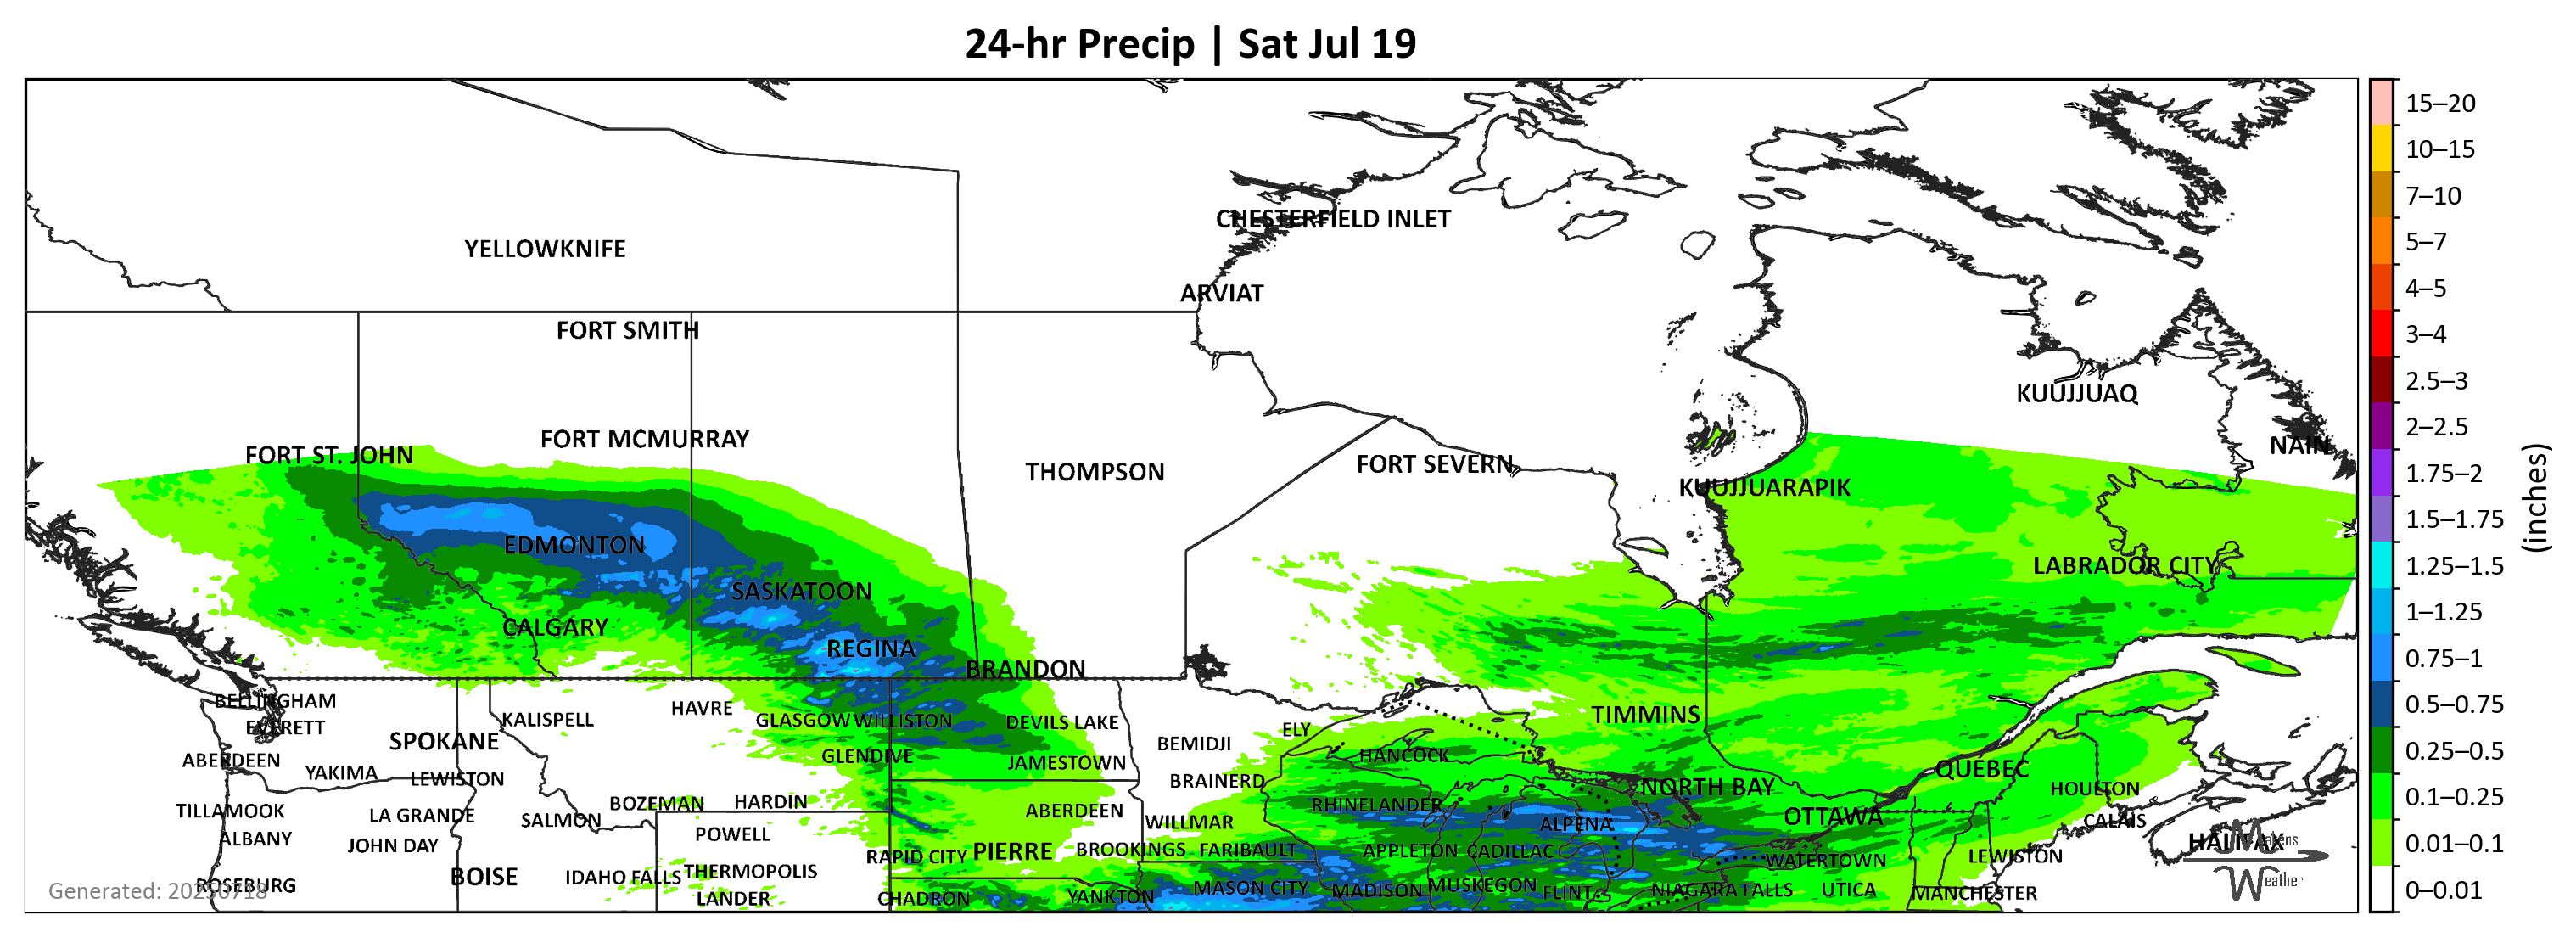 24-hr Precip | Sat Jul 19
15–20
10–15
7–10
5–7
4–5
3–4
2.5–3
2–2.5
1.75–2
1.5–1.75
1.25–1.5
1–1.25
0.75–1
0.5–0.75
0.25–0.5
0.1–0.25
0.01–0.1
0–0.01
(inches)
CHESTERFIELD INLET
YELLOWKNIFE
ARVIAT
FORT SMITH
KUUJJUAQ
FORT MCMURRAY
NAIN
FORT ST. JOHN
FORT SEVERN
THOMPSON
KUUJJUARAPIK
EDMONTON
LABRADOR CITY
SASKATOON
CALGARY
REGINA
BRANDON
BELLINGHAM
HAVRE
TIMMINS
KALISPELL
GLASGOW WILLISTON
DEVILS LAKE
EVERETT
ELY
SPOKANE
BEMIDJI
HANCOCK
GLENDIVE
ABERDEEN
JAMESTOWN
QUEBEC
YAKIMA
LEWISTON
BRAINERD
NORTH BAY
HOULTON
BOZEMAN
HARDIN
RHINELANDER
TILLAMOOK
LA GRANDE
SALMON
ABERDEEN
WILLMAR
ALPENA
OTTAWA
CALAIS
ALBANY
JOHN DAY
POWELL
HALIFAX
Makens
RAPID CITY
PIERRE
BROOKINGS
FARIBAULT
APPLETON
CADILLAC
WATERTOWN
LEWISTON
BOISE
IDAHO FALLS
THERMOPOLIS
Weather
ROSEBURG
Generated: 20250718
LANDER
CHADRON
YANKTON
MASON CITY
MADISON
MUSKEGON
FLINT
NIAGARA FALLS
UTICA
MANCHESTER